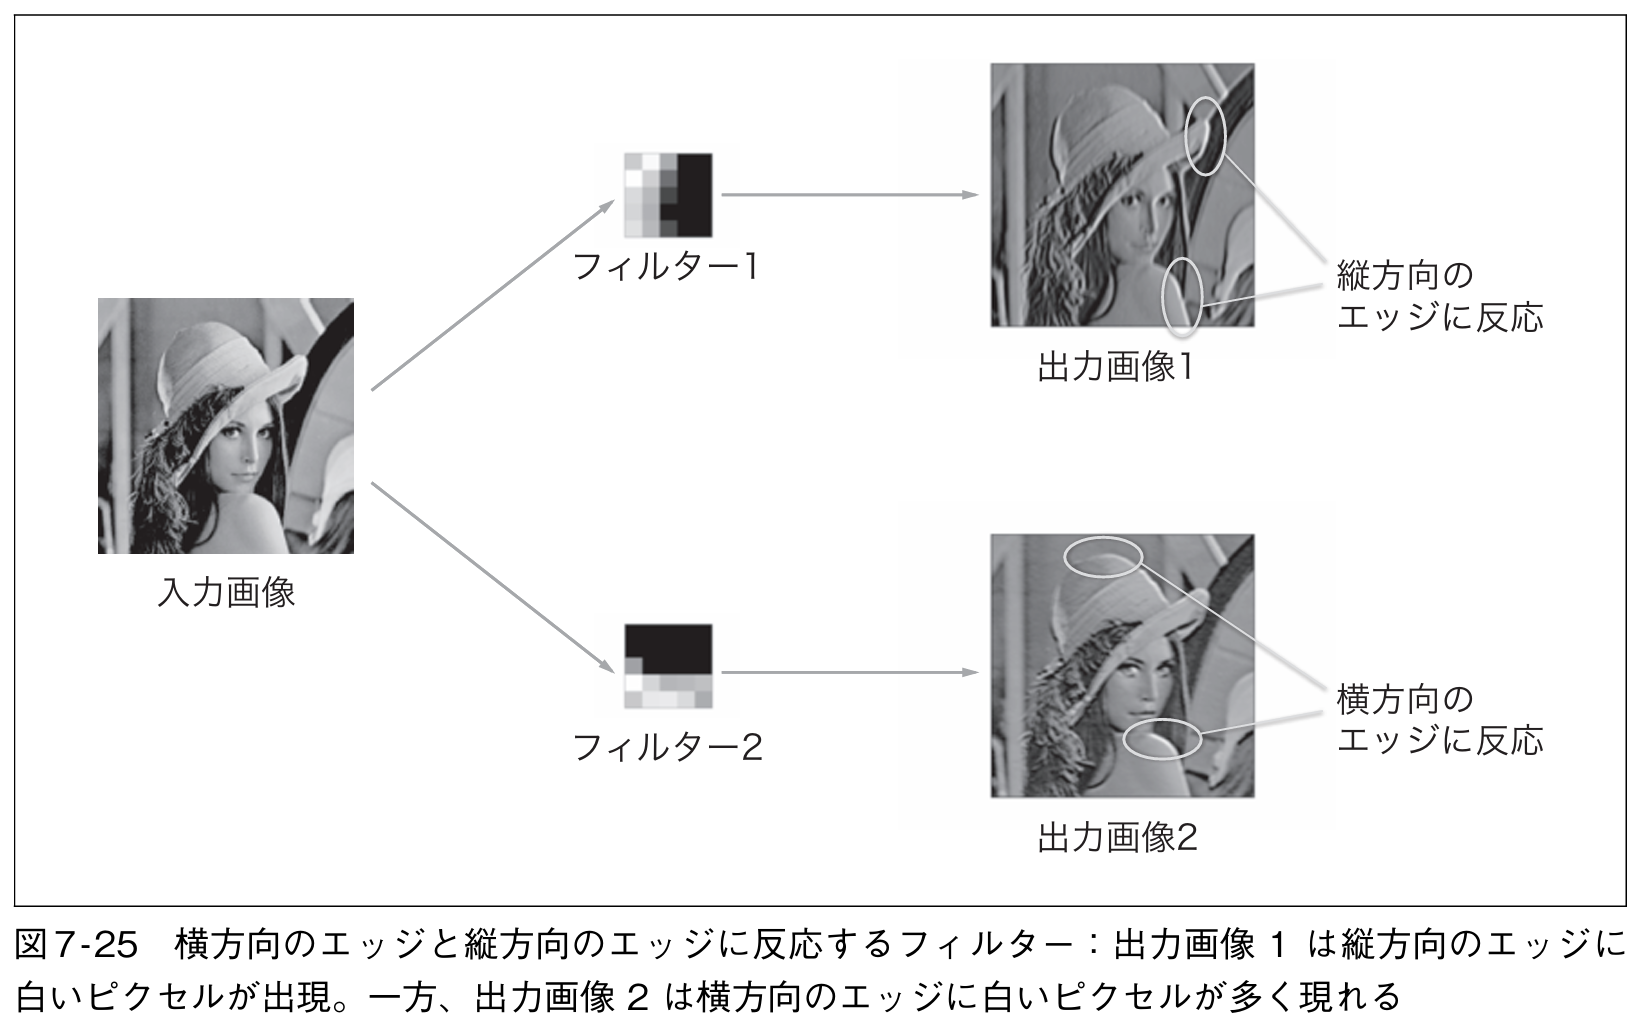 フィルター1
縦方向の
エッジに反応
出力画像1
入力画像
フィルター2
横方向の
エッジに反応
出力画像2
図7-25　横方向のエッジと縦方向のエッジに反応するフィルター：出力画像 1 は縦方向のエッジに
白いピクセルが出現。一方、出力画像 2 は横方向のエッジに白いピクセルが多く現れる